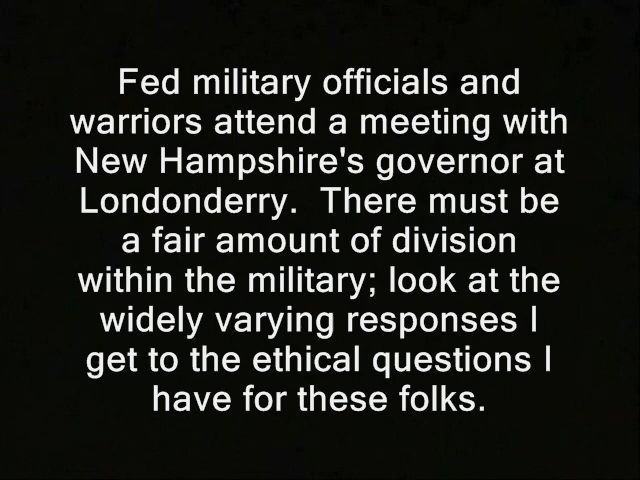 Fed military officials and
warriors attend a meeting with
New Hampshire's governor at
Londonderry.  There must be
a fair amount of division
within the military; look at the
widely varying responses I
get to the ethical questions I
have for these folks.